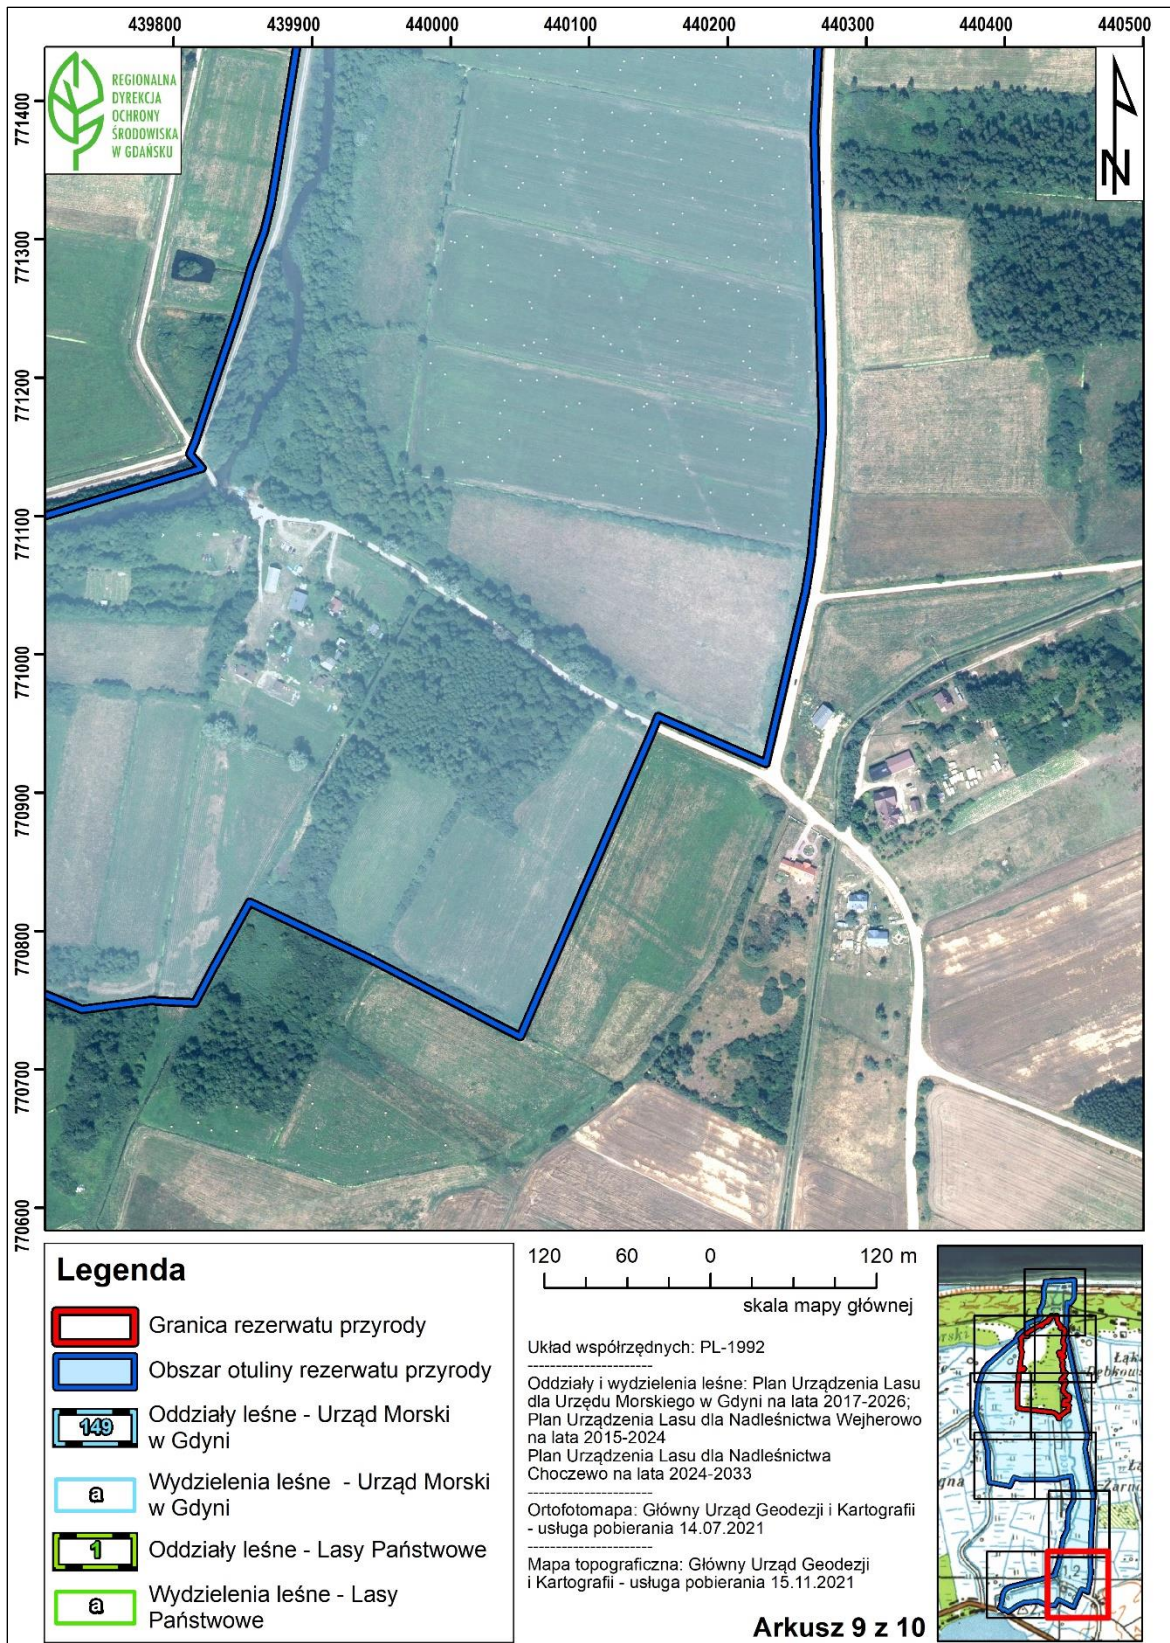 439800 439900 440000 440100 440200 440300 440400 440500
771400
771300
771200
771100
771000
770900
770800
770700
770600
REGIONALNA
DYREKCJA
OCHRONY
ŚRODOWISKA
W GDAŃSKU
N
Legenda
Granica rezerwatu przyrody
Obszar otuliny rezerwatu przyrody
149
Oddziały leśne - Urząd Morski
w Gdyni
a
Wydzielenia leśne - Urząd Morski
w Gdyni
1
Oddziały leśne - Lasy Państwowe
a
Wydzielenia leśne - Lasy
Państwowe
120 60 0 120 m
skala mapy głównej
Układ współrzędnych: PL-1992
----------------------
Oddziały i wydzielenia leśne: Plan Urządzenia Lasu
dla Urzędu Morskiego w Gdyni na lata 2017-2026;
Plan Urządzenia Lasu dla Nadleśnictwa Wejherowo
na lata 2015-2024
Plan Urządzenia Lasu dla Nadleśnictwa
Choczewo na lata 2024-2033
----------------------
Ortofotomapa: Główny Urząd Geodezji i Kartografii
- usługa pobierania 14.07.2021
----------------------
Mapa topograficzna: Główny Urząd Geodezji
i Kartografii - usługa pobierania 15.11.2021
Arkusz 9 z 10